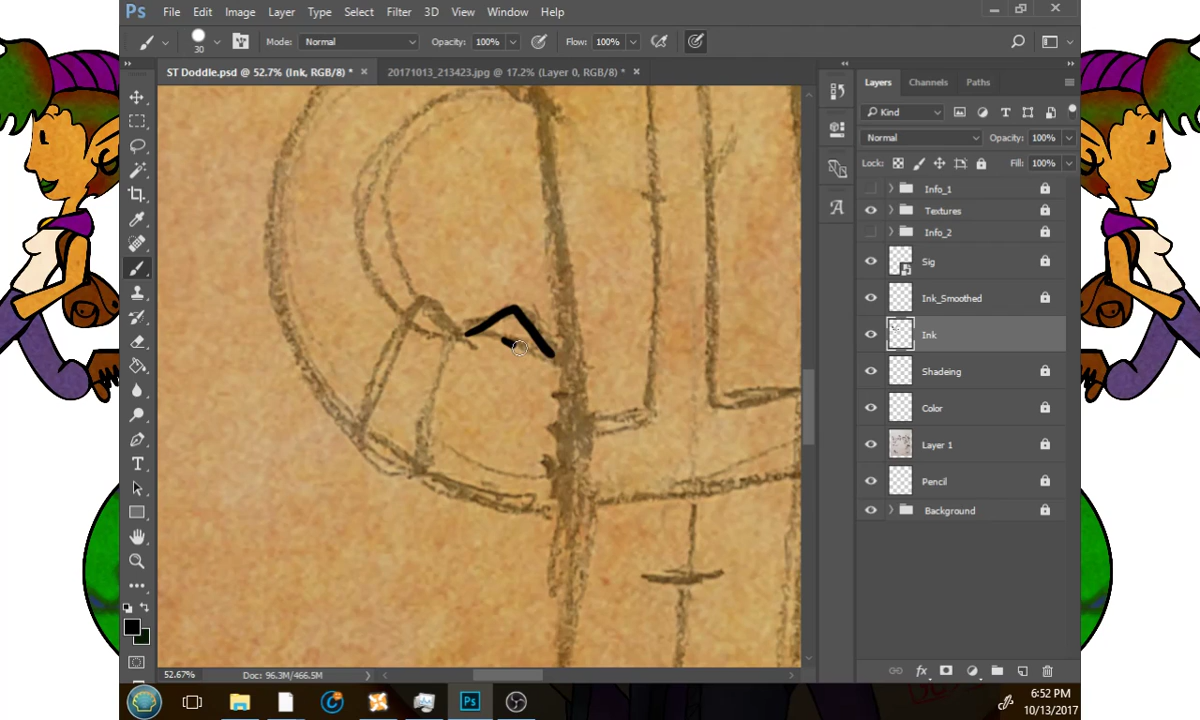 Ps File Edit Image Layer Type Select Filter 3D View Window Help
30 Mode: Normal Opacity: 100% Flow: 100%
ST Doddle.psd @ 52.7% (Ink, RGB/8) * × 20171013_213423.jpg @ 17.2% (Layer 0, RGB/8) * ×
Layers Channels Paths
Kind
Normal Opacity: 100%
Lock: Fill: 100%
Info_1
Textures
Info_2
Sig
Ink_Smoothed
Ink
Shadeing
Color
Layer 1
Pencil
Background
52.67% Doc: 96.3M/466.5M
Ps
6:52 PM
10/13/2017